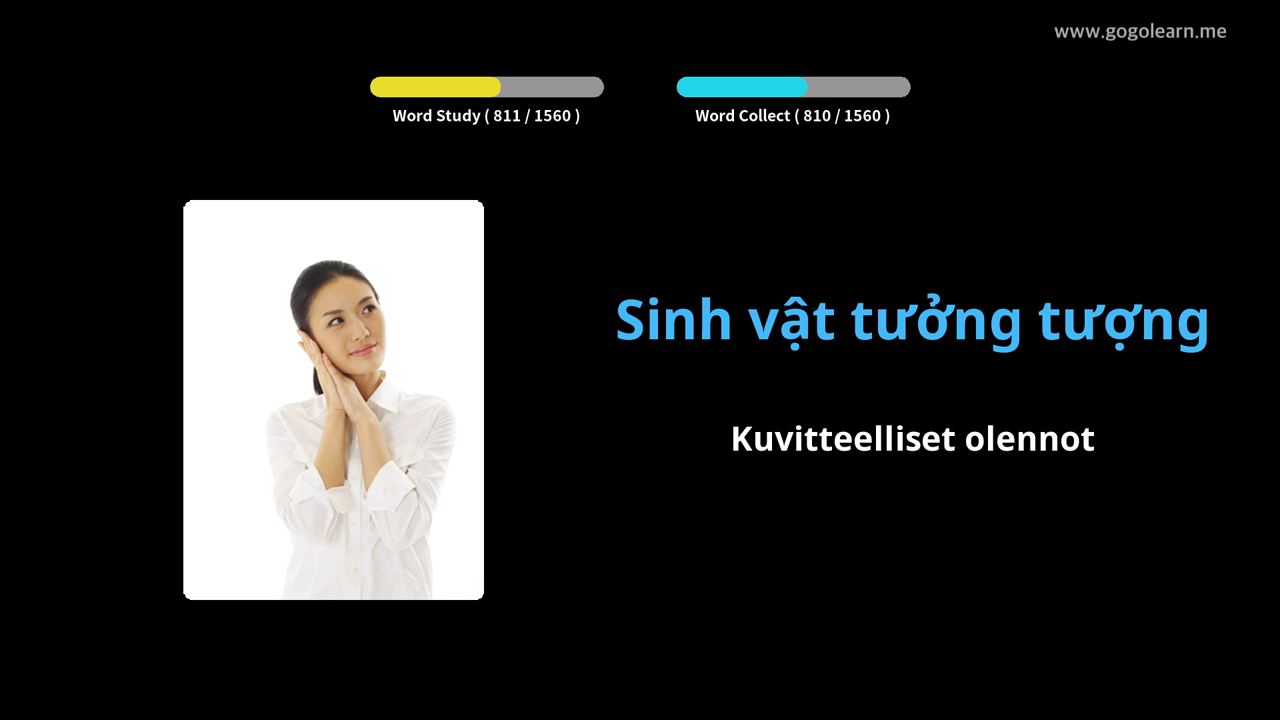 www.gogolearn.me
Word Study ( 811 / 1560 )
Word Collect ( 810 / 1560 )
Sinh vật tưởng tượng
Kuvitteelliset olennot